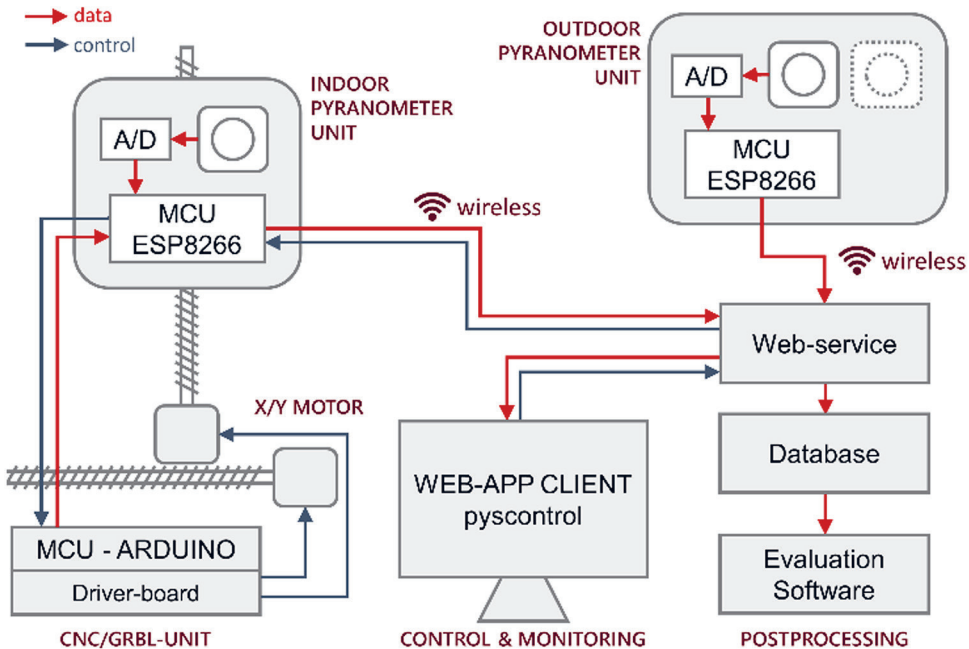 data
control
INDOOR
PYRANOMETER
UNIT
A/D
MCU
ESP8266
OUTDOOR
PYRANOMETER
UNIT
A/D
MCU
ESP8266
wireless
wireless
Web-service
X/Y MOTOR
WEB-APP CLIENT
pyscontrol
Database
MCU - ARDUINO
Driver-board
Evaluation
Software
CNC/GRBL-UNIT
CONTROL & MONITORING
POSTPROCESSING